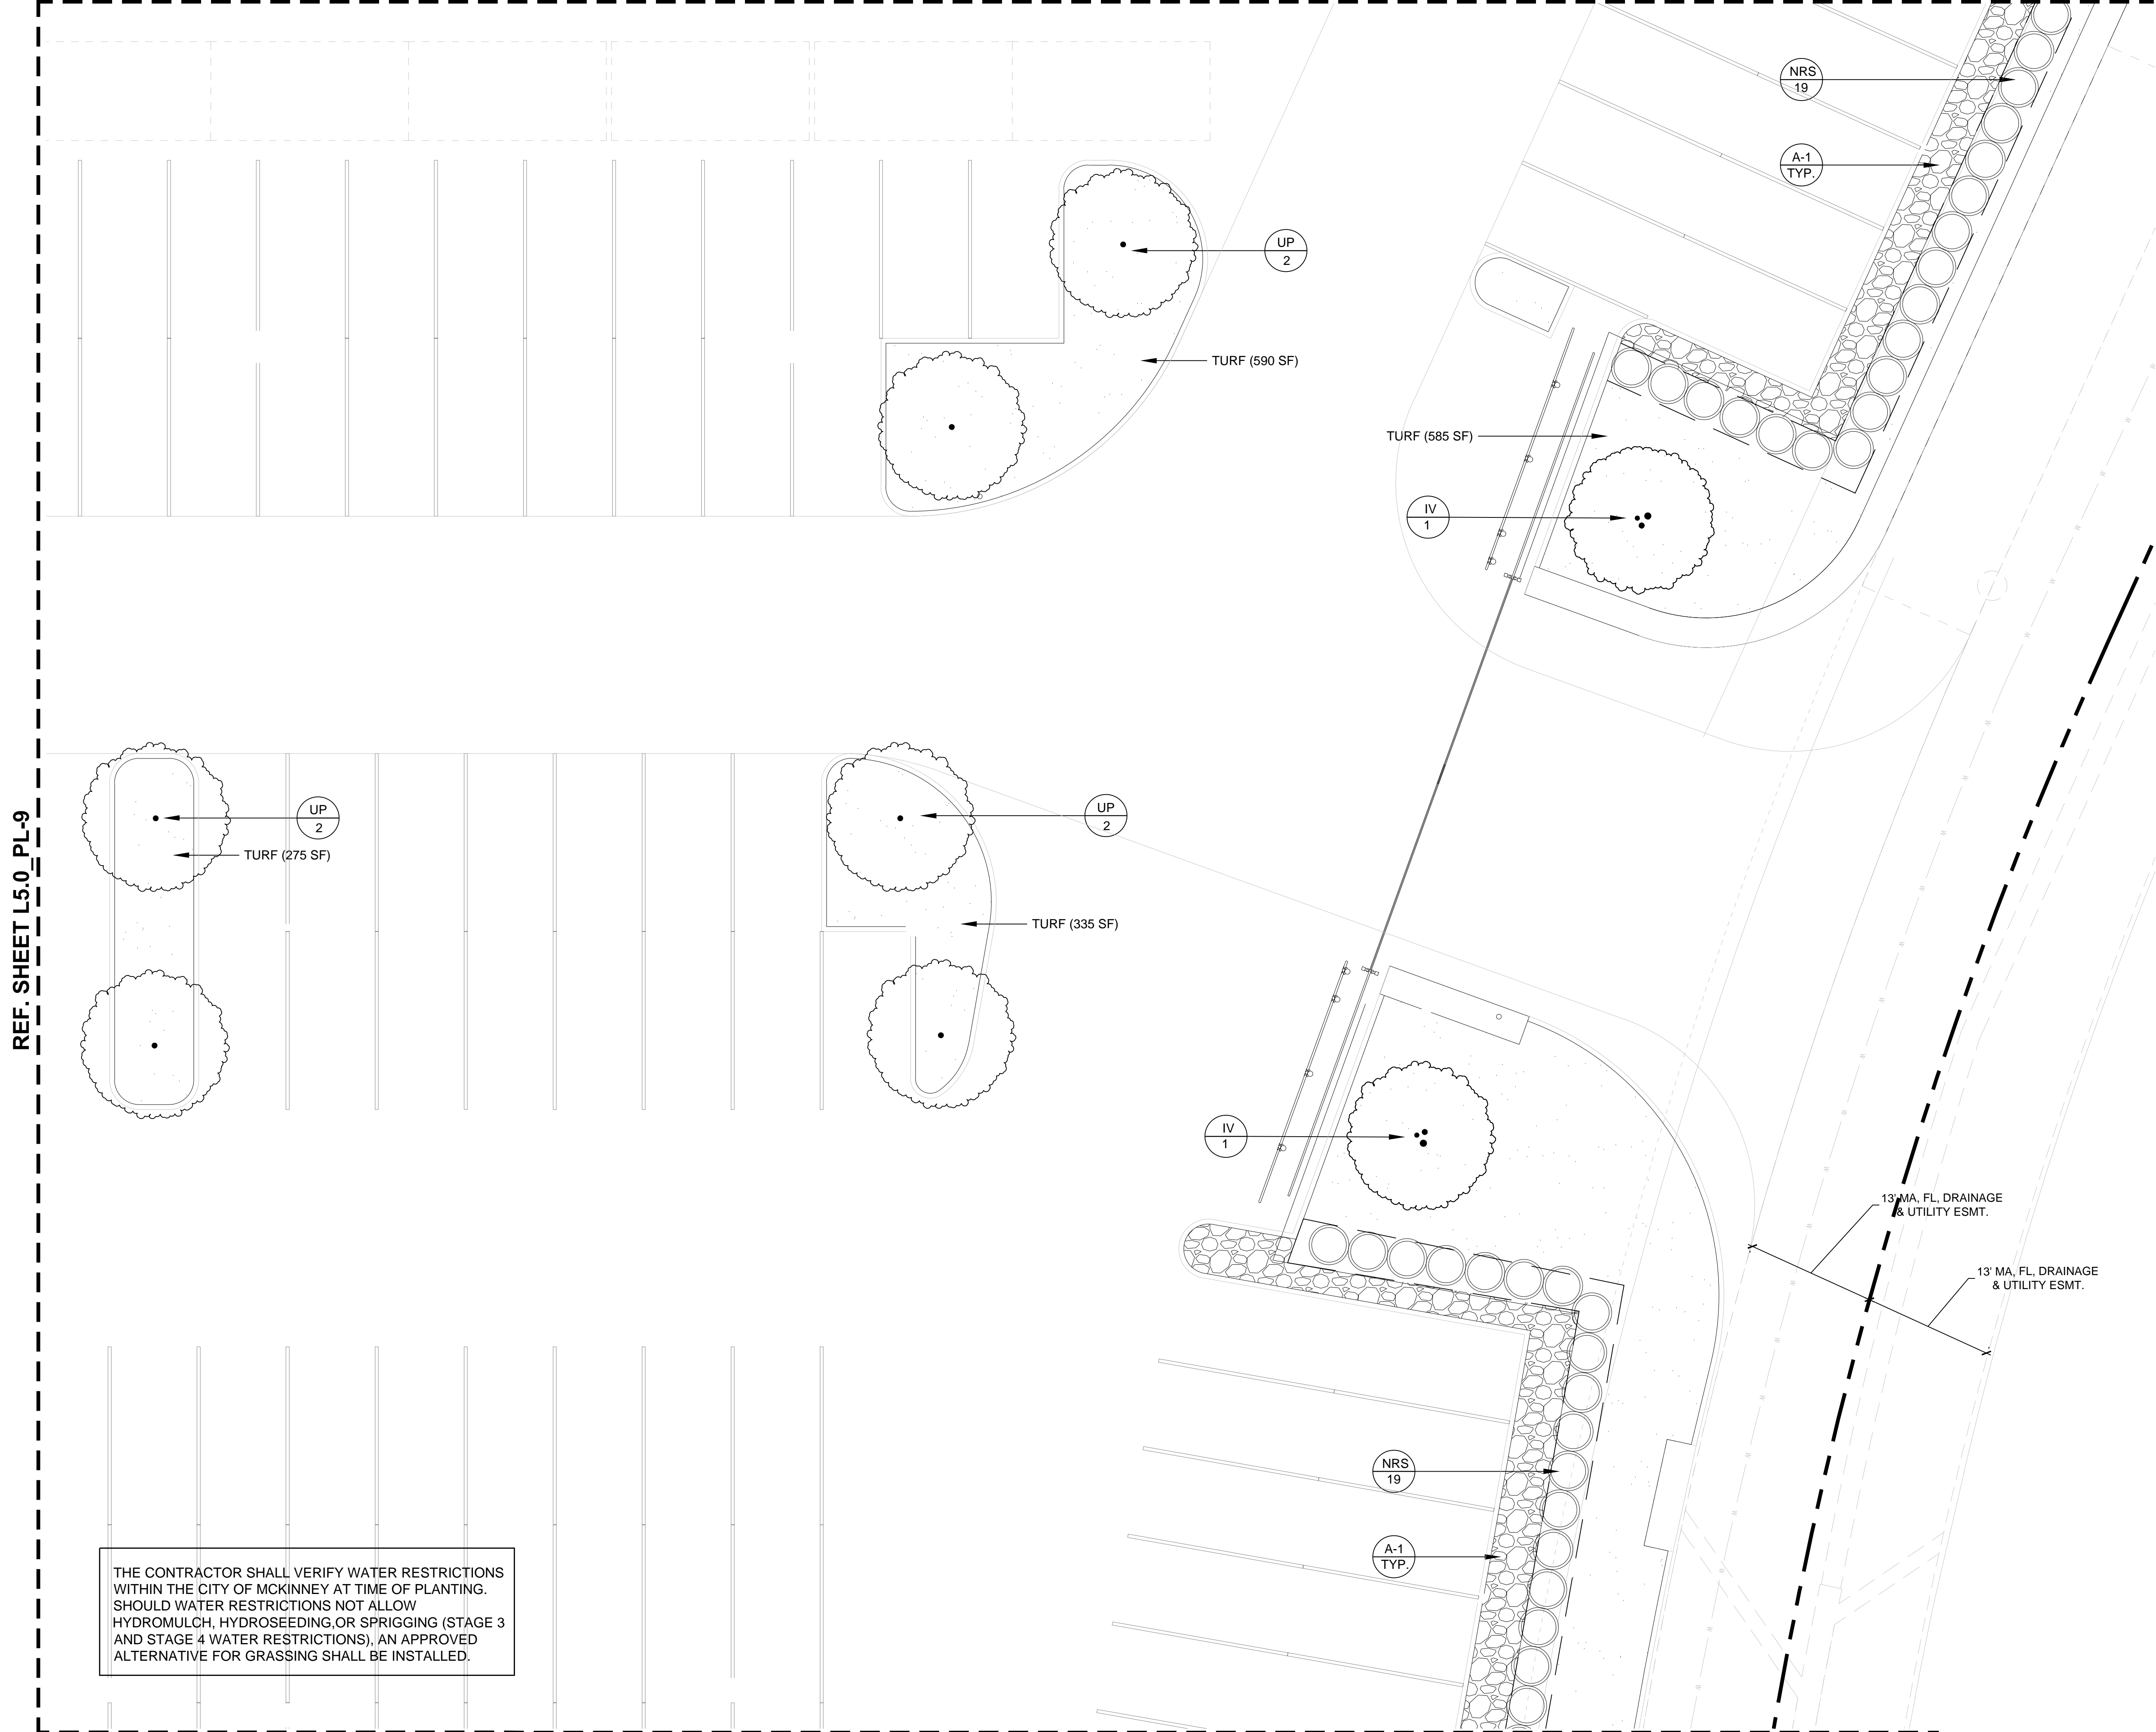 NRS
19
A-1
TYP.
UP
2
TURF (590 SF)
TURF (585 SF)
IV
1
REF. SHEET L5.0_PL-9
UP
2
TURF (275 SF)
UP
2
TURF (335 SF)
IV
1
13' MA, FL, DRAINAGE
& UTILITY ESMT.
13' MA, FL, DRAINAGE
& UTILITY ESMT.
NRS
19
A-1
TYP.
THE CONTRACTOR SHALL VERIFY WATER RESTRICTIONS
WITHIN THE CITY OF MCKINNEY AT TIME OF PLANTING.
SHOULD WATER RESTRICTIONS NOT ALLOW
HYDROMULCH, HYDROSEEDING,OR SPRIGGING (STAGE 3
AND STAGE 4 WATER RESTRICTIONS), AN APPROVED
ALTERNATIVE FOR GRASSING SHALL BE INSTALLED.